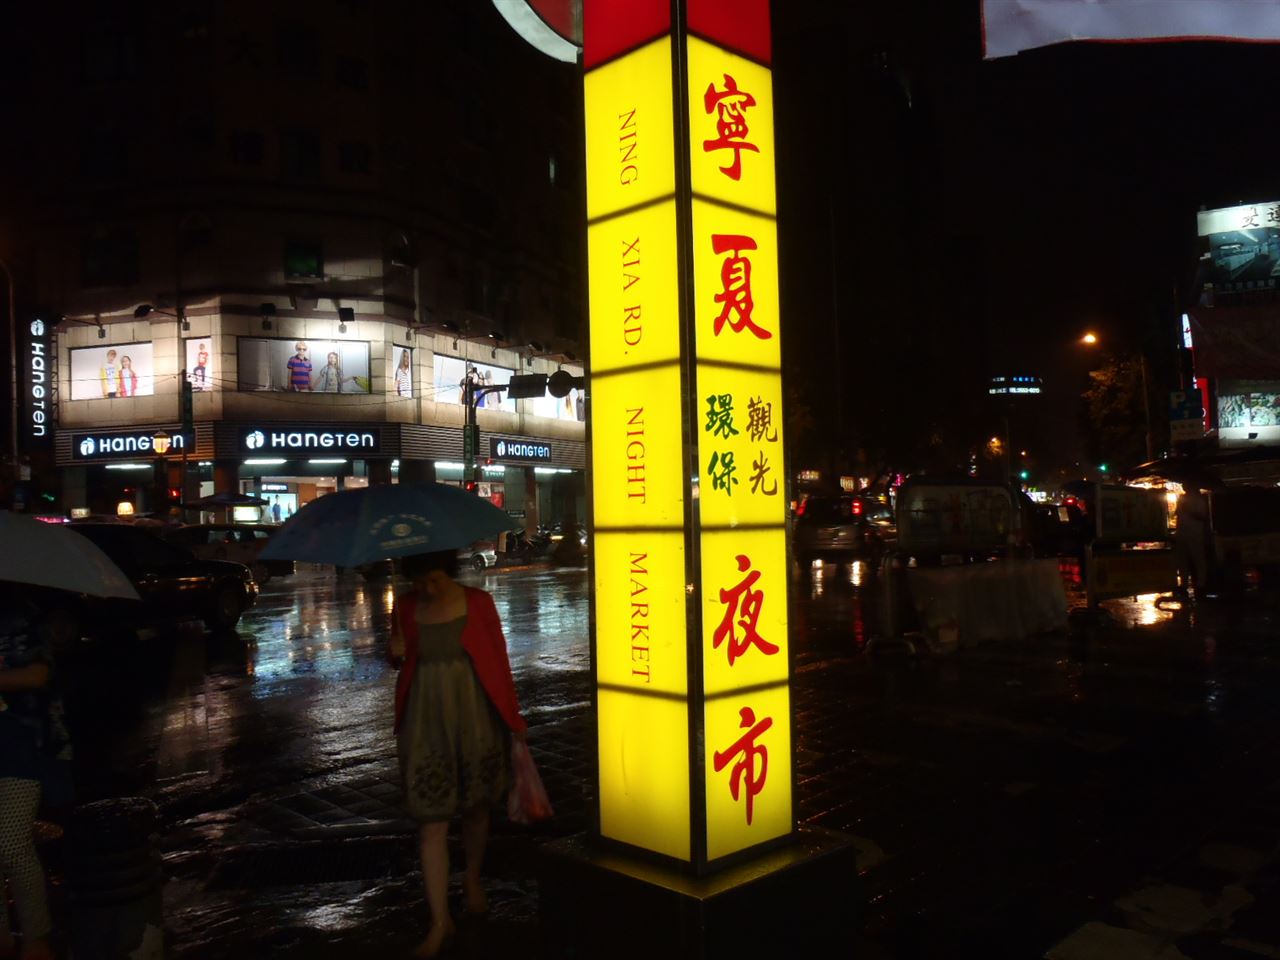 寧夏
觀光
環保
夜市
NING XIA RD. NIGHT MARKET
HANGTEN
HANGTEN
HANGTEN
HANGTEN
P